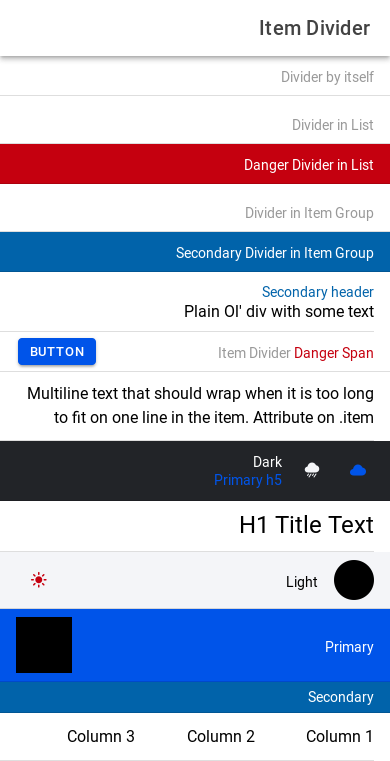 Item Divider
Divider by itself
Divider in List
Danger Divider in List
Divider in Item Group
Secondary Divider in Item Group
Secondary header
Plain Ol' div with some text
Item Divider Danger Span
BUTTON
Multiline text that should wrap when it is too long
to fit on one line in the item. Attribute on .item
Dark
Primary h5
H1 Title Text
Light
Primary
Secondary
Column 1
Column 2
Column 3